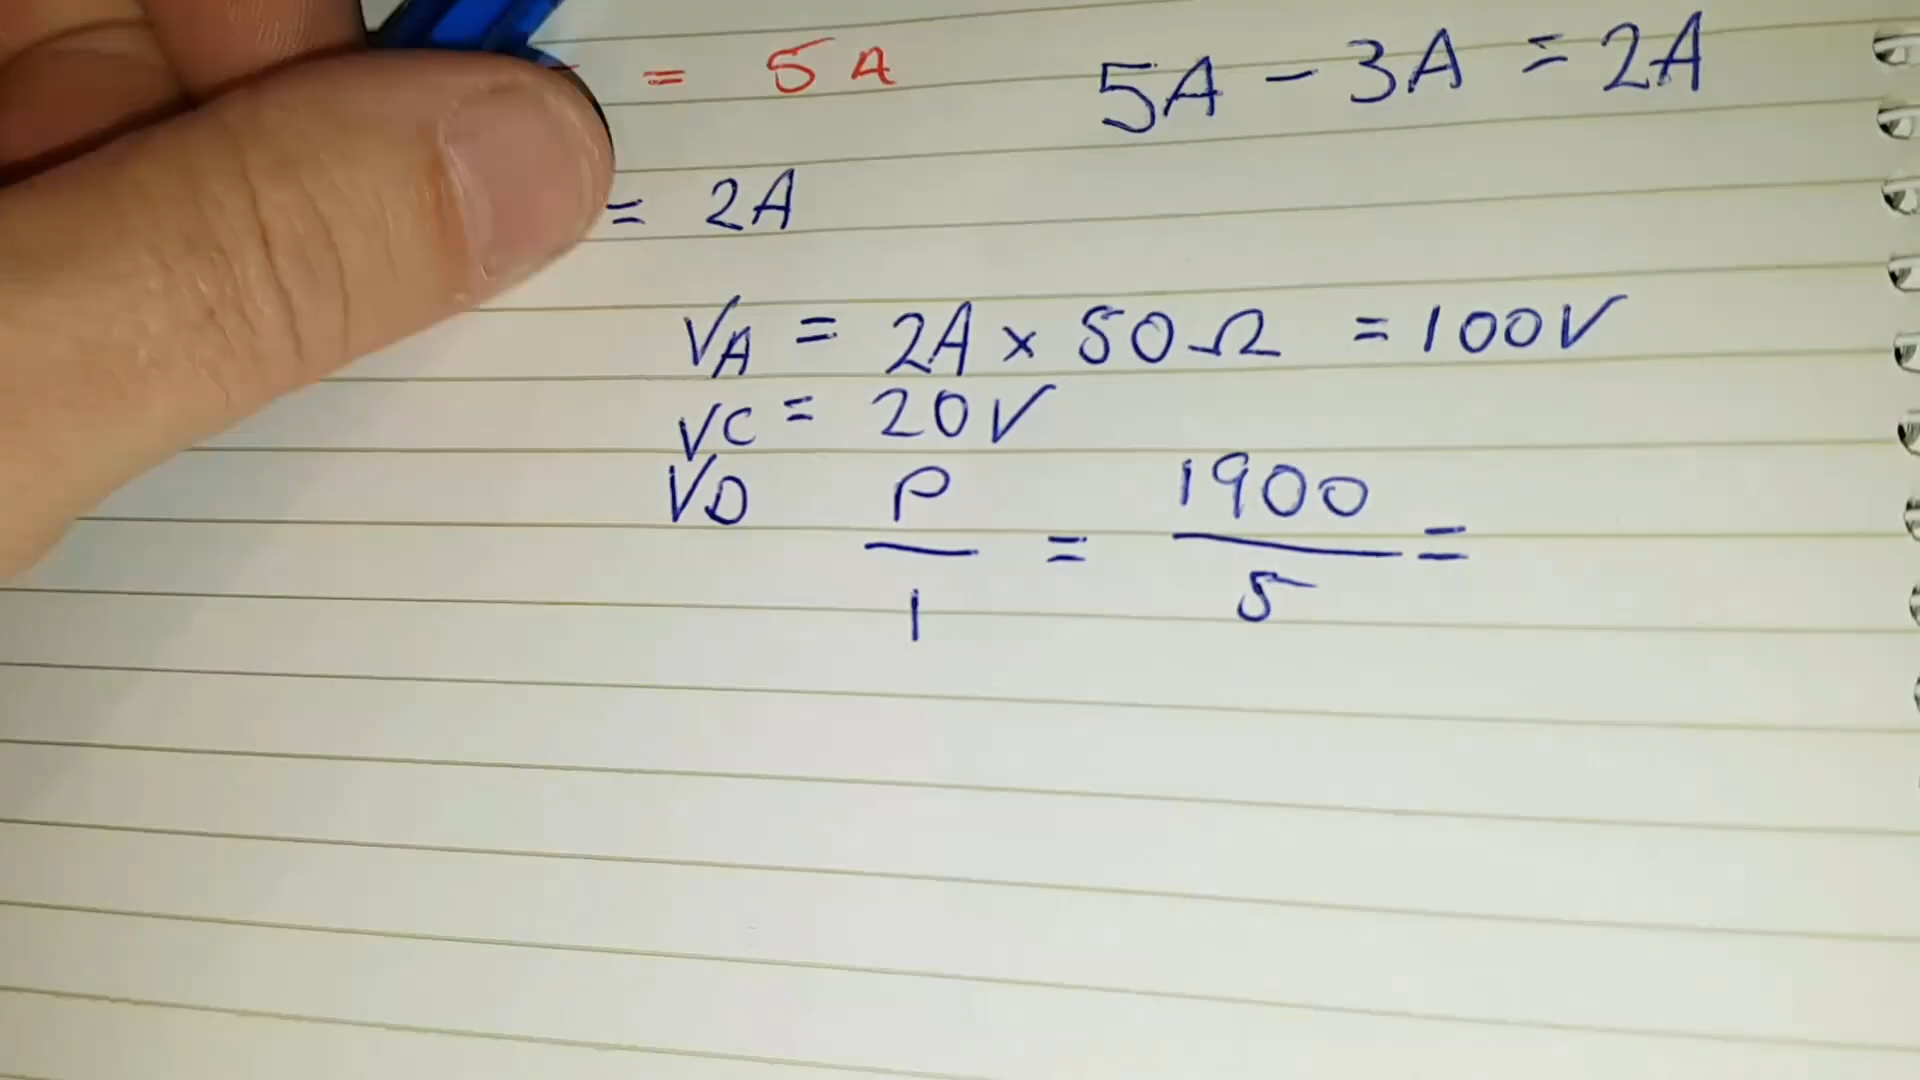 = 5A 5A - 3A = 2A
= 2A
VA = 2A × 50Ω = 100V
VC = 20V
VD P/I = 1900/5 =